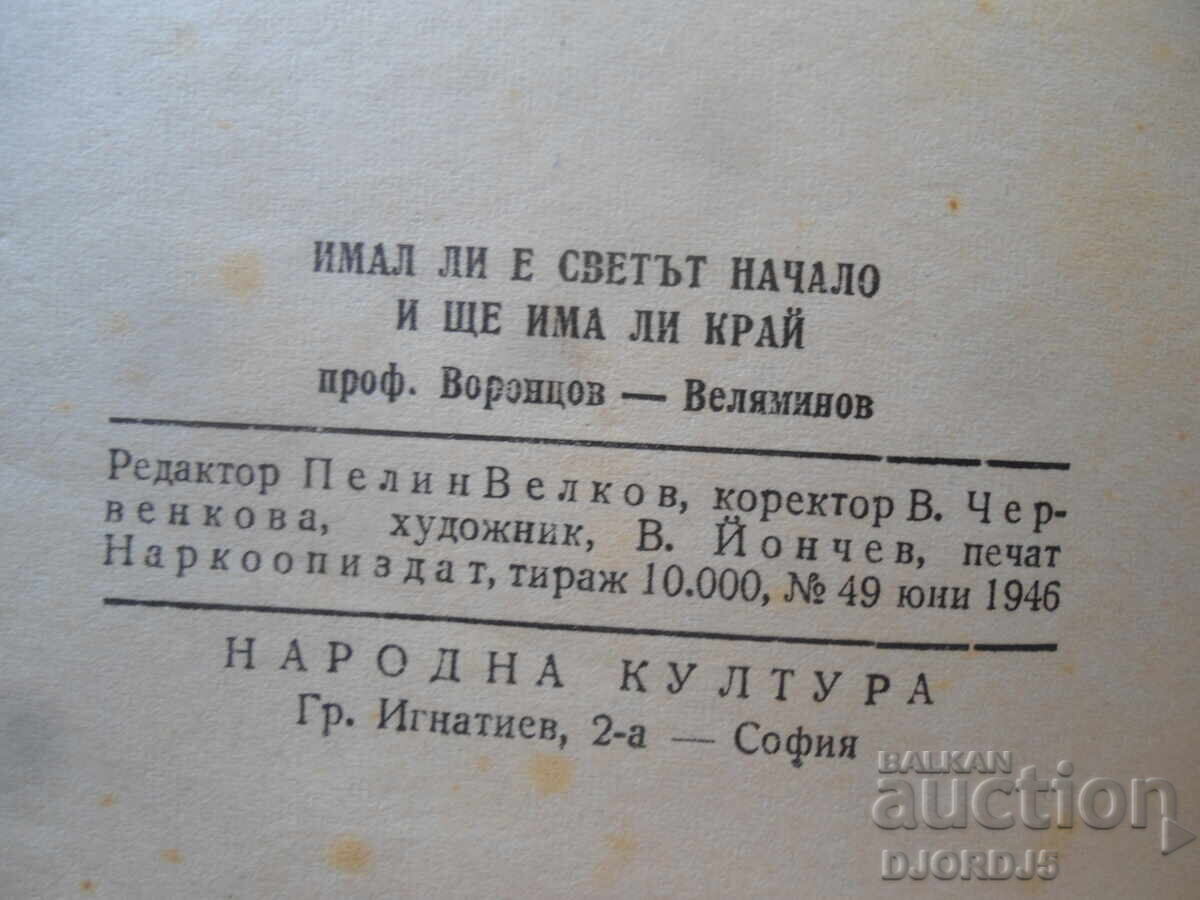 ИМАЛ ЛИ Е СВЕТЪТ НАЧАЛО
И ЩЕ ИМА ЛИ КРАЙ
проф. Воронцов — Веляминов
Редактор Пелин Велков, коректор В. Чер-
венкова, художник, В. Йончев, печат
Наркоопиздат, тираж 10.000, № 49 юни 1946
НАРОДНА КУЛТУРА
Гр. Игнатиев, 2-а — София
BALKAN
auction
DJORDJ5